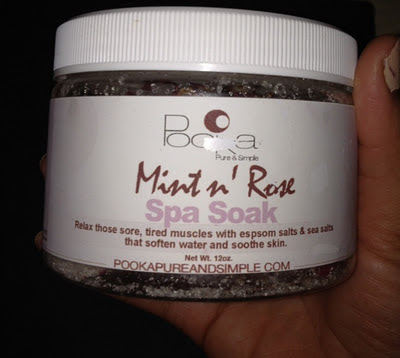 Pooka
Pure & Simple
Mint n' Rose
Spa Soak
Relax those sore, tired muscles with espsom salts & sea salts
that soften water and soothe skin.
Net Wt. 12oz.
POOKAPUREANDSIMPLE.COM